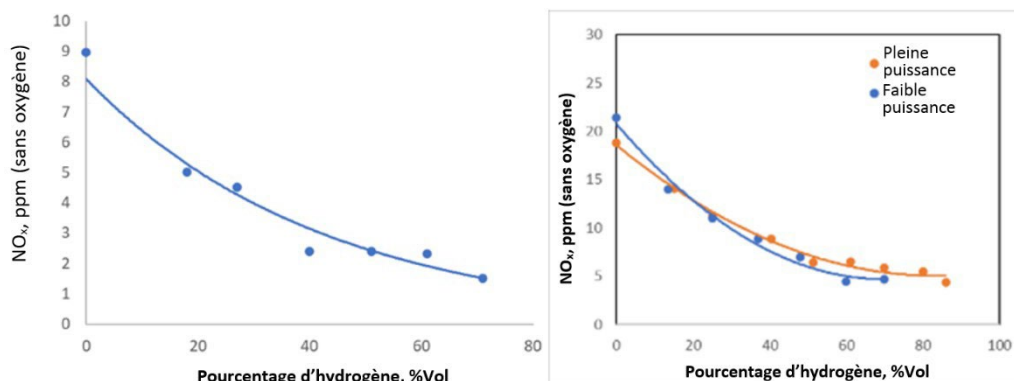 10
9
8
7
6
5
4
3
2
1
0
NOₓ, ppm (sans oxygène)
0 20 40 60 80
Pourcentage d'hydrogène, %Vol
30
25
20
15
10
5
0
NOₓ, ppm (sans oxygène)
Pleine
puissance
Faible
puissance
0 20 40 60 80 100
Pourcentage d'hydrogène, %Vol